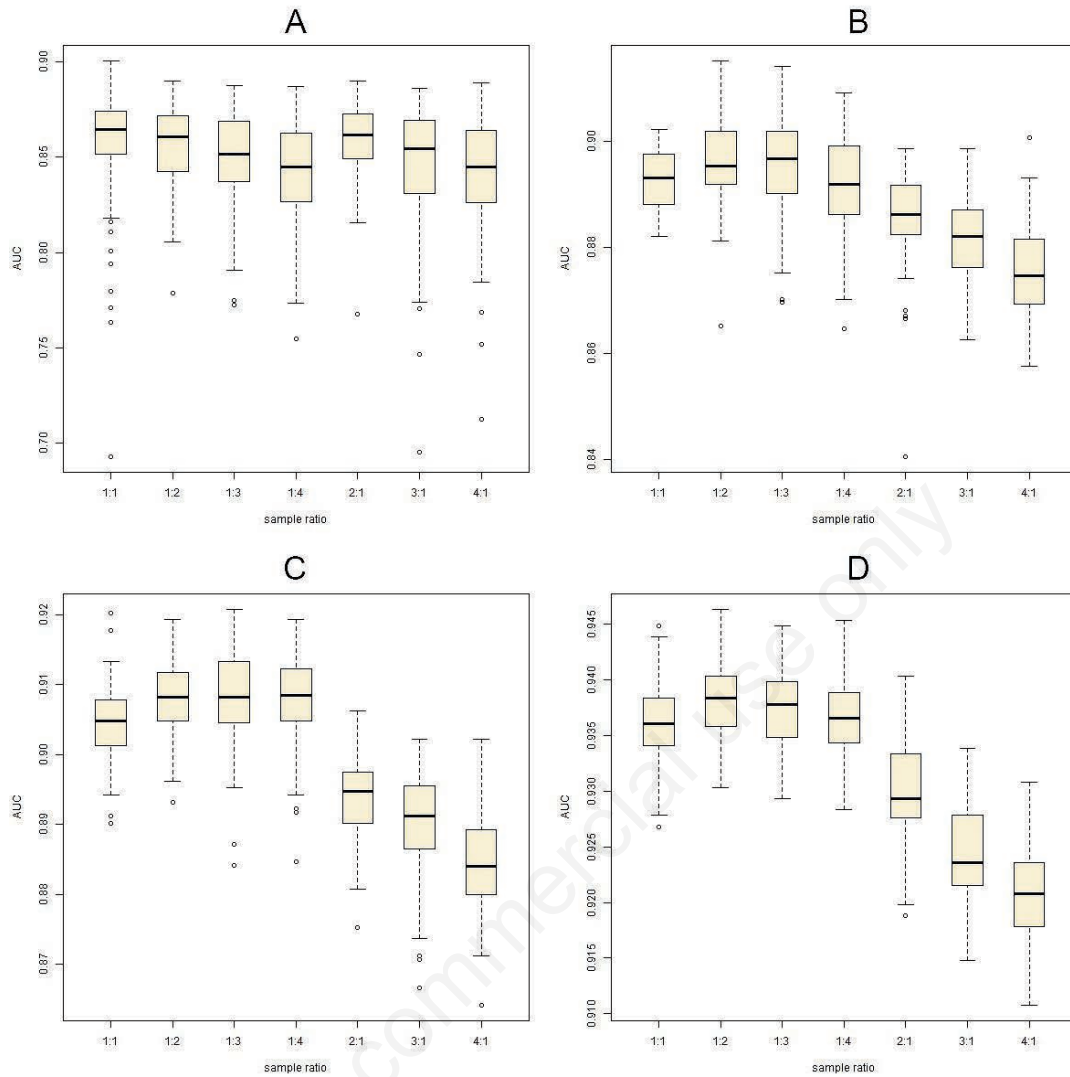 A
0.90
0.85
0.80
0.75
0.70
AUC
1:1 1:2 1:3 1:4 2:1 3:1 4:1
sample ratio
B
0.90
0.88
0.86
0.84
AUC
1:1 1:2 1:3 1:4 2:1 3:1 4:1
sample ratio
C
0.92
0.91
0.90
0.89
0.88
0.87
AUC
1:1 1:2 1:3 1:4 2:1 3:1 4:1
sample ratio
D
0.945
0.940
0.935
0.930
0.925
0.920
0.915
0.910
AUC
1:1 1:2 1:3 1:4 2:1 3:1 4:1
sample ratio
commercial use only